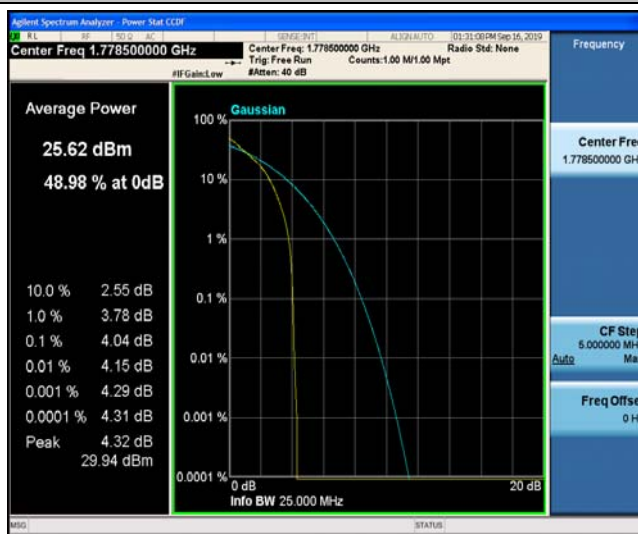 Agilent Spectrum Analyzer - Power Stat CCDF
RL RF 50 Ω AC SENSE:INT ALIGN AUTO 01:31:08 PM Sep 16, 2019
Center Freq 1.778500000 GHz
Center Freq: 1.778500000 GHz Radio Std: None
Trig: Free Run Counts:1.00 M/1.00 Mpt
#IFGain:Low #Atten: 40 dB
Frequency
Average Power
25.62 dBm
48.98 % at 0dB
10.0 % 2.55 dB
1.0 % 3.78 dB
0.1 % 4.04 dB
0.01 % 4.15 dB
0.001 % 4.29 dB
0.0001 % 4.31 dB
Peak 4.32 dB
29.94 dBm
Gaussian
100 %
10 %
1 %
0.1 %
0.01 %
0.001 %
0.0001 %
0 dB 20 dB
Info BW 25.000 MHz
Center Fre
1.778500000 GH
CF Step
5.000000 MH
Auto Ma
Freq Offse
0 H
MSG STATUS